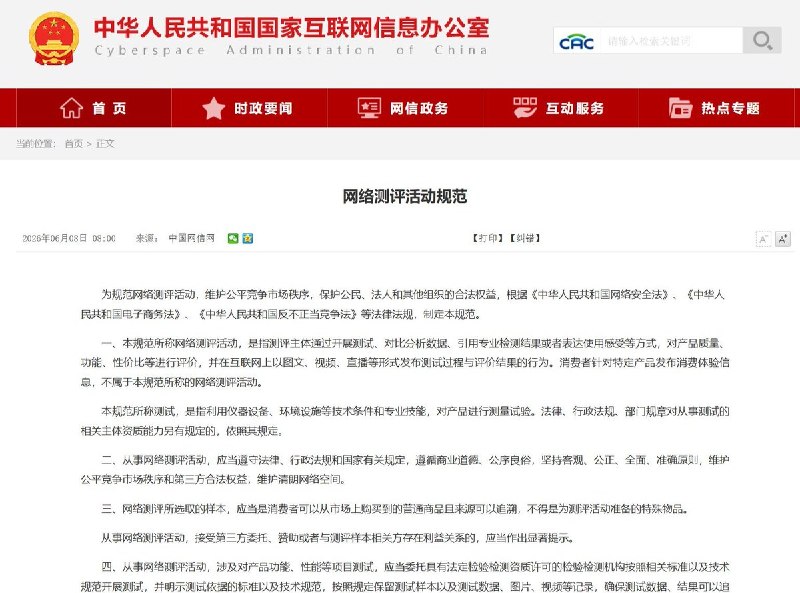 中华人民共和国国家互联网信息办公室
Cyberspace Administration of China
CAC 请输入检索关键词
首页 时政要闻 网信政务 互动服务 热点专题
当前位置： 首页 > 正文
网络测评活动规范
2026年06月08日 08:00 来源： 中国网信网 【打印】【纠错】 A- A+
为规范网络测评活动，维护公平竞争市场秩序，保护公民、法人和其他组织的合法权益，根据《中华人民共和国网络安全法》、《中华人
民共和国电子商务法》、《中华人民共和国反不正当竞争法》等法律法规，制定本规范。
一、本规范所称网络测评活动，是指测评主体通过开展测试、对比分析数据、引用专业检测结果或者表达使用感受等方式，对产品质量、
功能、性价比等进行评价，并在互联网上以图文、视频、直播等形式发布测试过程与评价结果的行为。消费者针对特定产品发布消费体验信
息，不属于本规范所称的网络测评活动。
本规范所称测试，是指利用仪器设备、环境设施等技术条件和专业技能，对产品进行测量试验。法律、行政法规、部门规章对从事测试的
相关主体资质能力另有规定的，依照其规定。
二、从事网络测评活动，应当遵守法律、行政法规和国家有关规定，遵循商业道德、公序良俗，坚持客观、公正、全面、准确原则，维护
公平竞争市场秩序和第三方合法权益，维护清朗网络空间。
三、网络测评所选取的样本，应当是消费者可以从市场上购买到的普通商品且来源可以追溯，不得是为测评活动准备的特殊物品。
从事网络测评活动，接受第三方委托、赞助或者与测评样本相关方存在利益关系的，应当作出显著提示。
四、从事网络测评活动，涉及对产品功能、性能等项目测试，应当委托具有法定检验检测资质许可的检验检测机构按照相关标准以及技术
规范开展测试，并明示测试依据的标准以及技术规范，按照规定保留测试样本以及测试数据、图片、视频等记录，确保测试数据、结果可以追